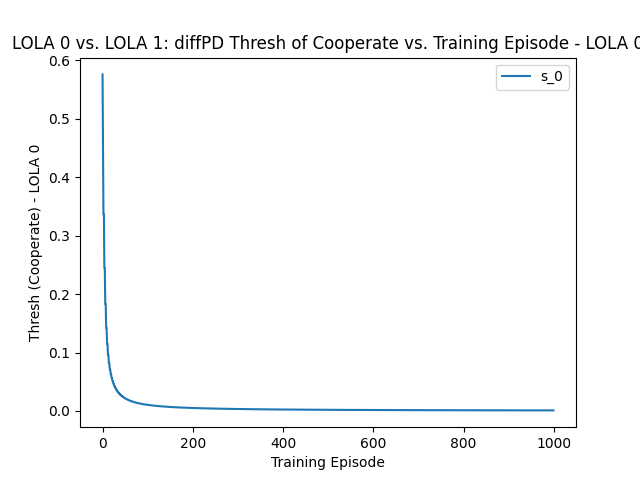 LOLA 0 vs. LOLA 1: diffPD Thresh of Cooperate vs. Training Episode - LOLA 0
s_0
Thresh (Cooperate) - LOLA 0
0.6
0.5
0.4
0.3
0.2
0.1
0.0
0 200 400 600 800 1000
Training Episode